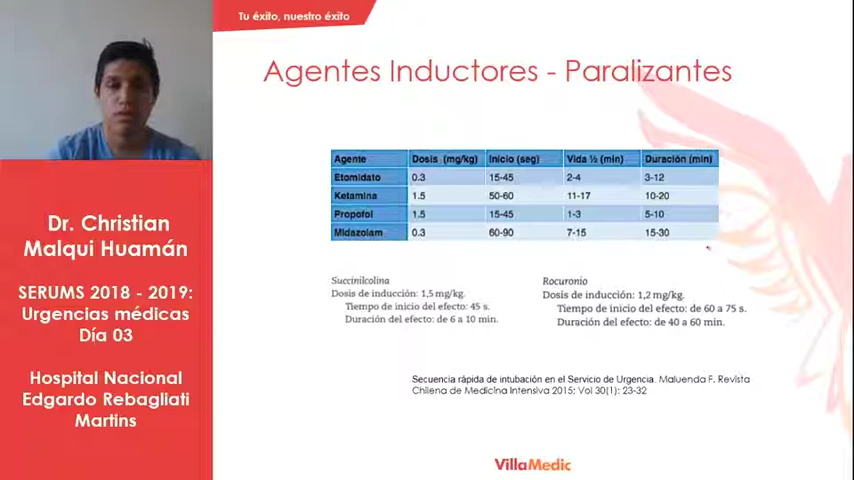 Tu éxito, nuestro éxito
Dr. Christian
Malqui Huamán
SERUMS 2018 - 2019:
Urgencias médicas
Día 03
Hospital Nacional
Edgardo Rebagliati
Martins
Agentes Inductores - Paralizantes
Agente Dosis (mg/kg) Inicio (seg) Vida ½ (min) Duración (min)
Etomidato 0.3 15-45 2-4 3-12
Ketamina 1.5 50-60 11-17 10-20
Propofol 1.5 15-45 1-3 5-10
Midazolam 0.3 60-90 7-15 15-30
Succinilcolina
Dosis de inducción: 1,5 mg/kg.
Tiempo de inicio del efecto: 45 s.
Duración del efecto: de 6 a 10 min.
Rocuronio
Dosis de inducción: 1,2 mg/kg.
Tiempo de inicio del efecto: de 60 a 75 s.
Duración del efecto: de 40 a 60 min.
Secuencia rápida de intubación en el Servicio de Urgencia. Maluenda F. Revista
Chilena de Medicina Intensiva 2015; Vol 30(1): 23-32
VillaMedic